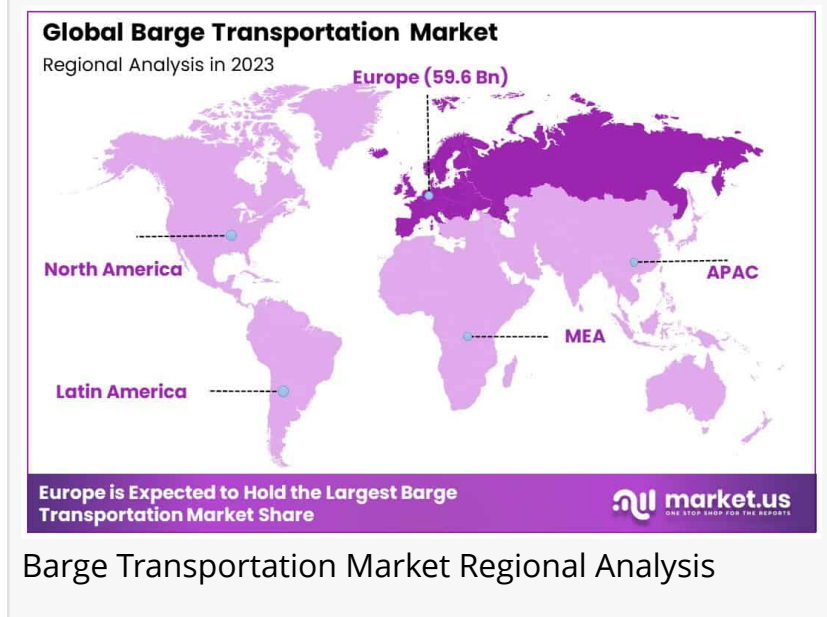 Global Barge Transportation Market
Regional Analysis in 2023
Europe (59.6 Bn)
North America
APAC
MEA
Latin America
Europe is Expected to Hold the Largest Barge
Transportation Market Share
market.us
ONE STOP SHOP FOR THE REPORTS
Barge Transportation Market Regional Analysis